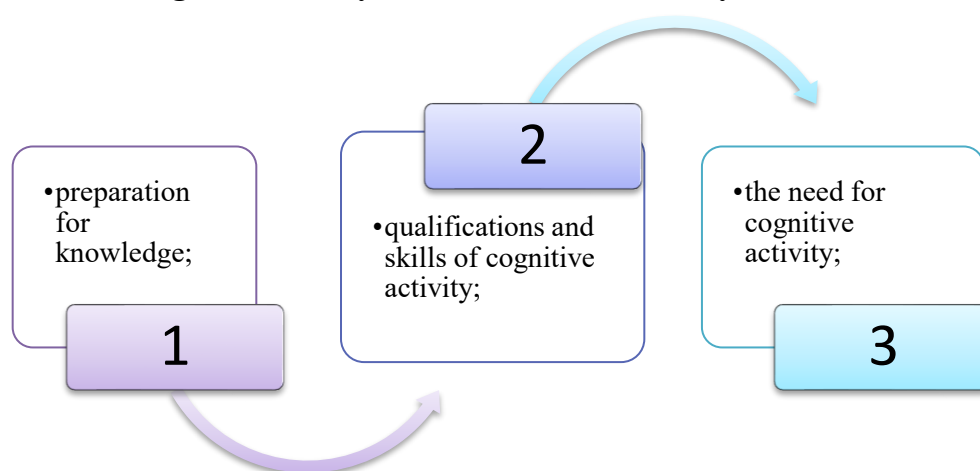 •preparation
for
knowledge;
1
2
•qualifications and
skills of cognitive
activity;
•the need for
cognitive
activity;
3